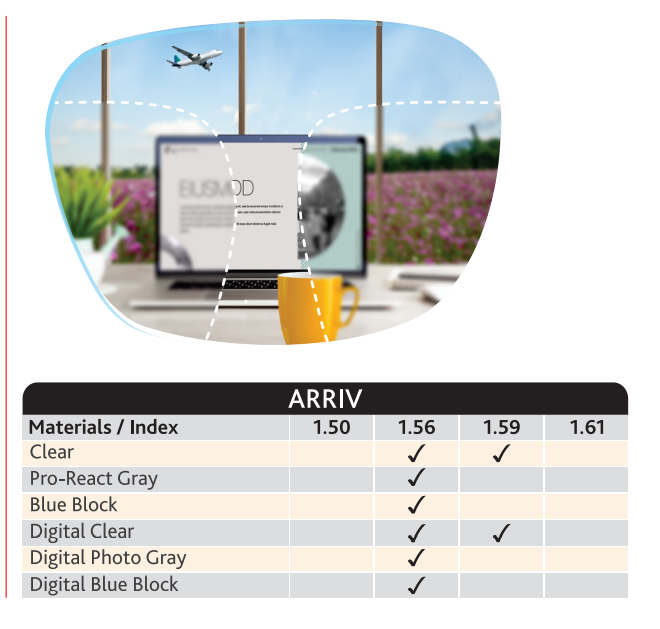 EUSMOD
ARRIV
Materials / Index 1.50 1.56 1.59 1.61
Clear ✓ ✓
Pro-React Gray ✓
Blue Block ✓
Digital Clear ✓ ✓
Digital Photo Gray ✓
Digital Blue Block ✓